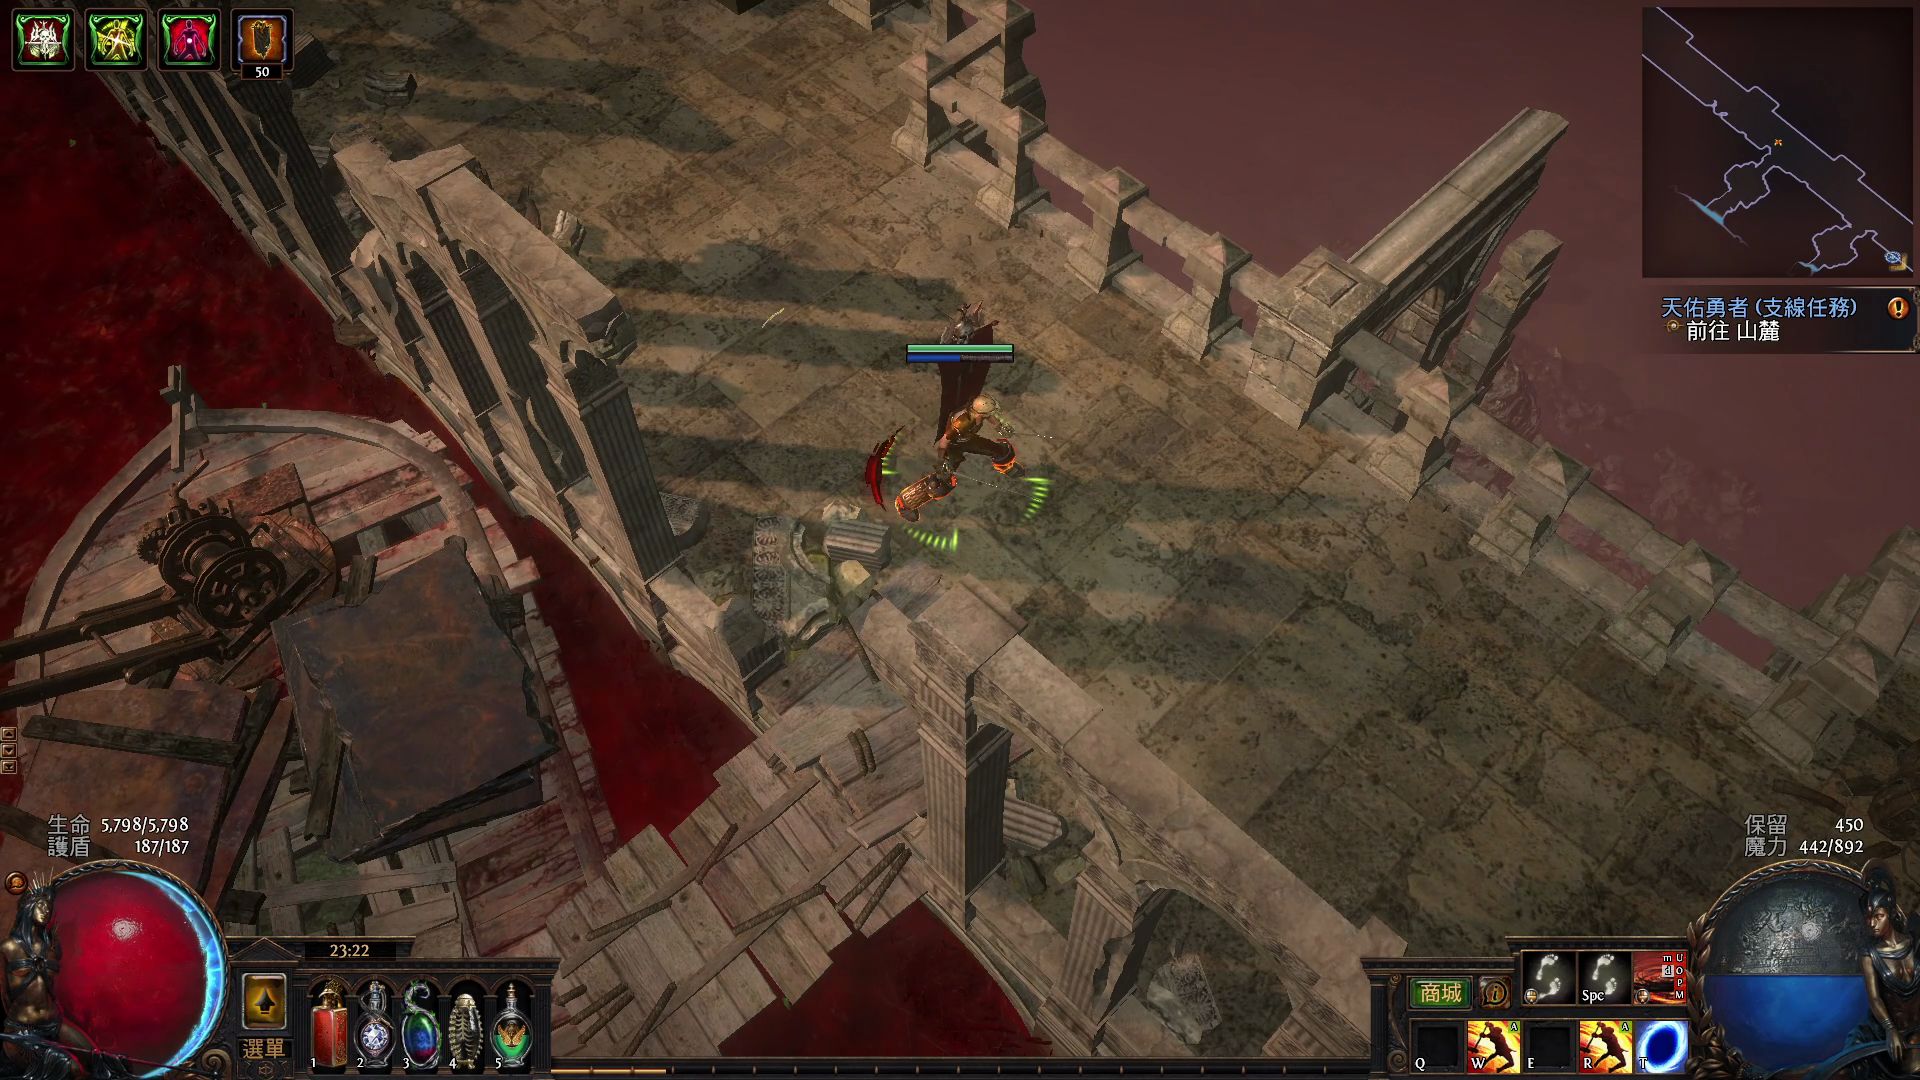 50
天佑勇者 (支線任務)
前往 山麓
生命 5,798/5,798
護盾 187/187
保留 450
魔力 442/892
23:22
選單
1
2
3
4
5
商城
Spc
m U
d O
P
M
Q
W A
E
R A
T